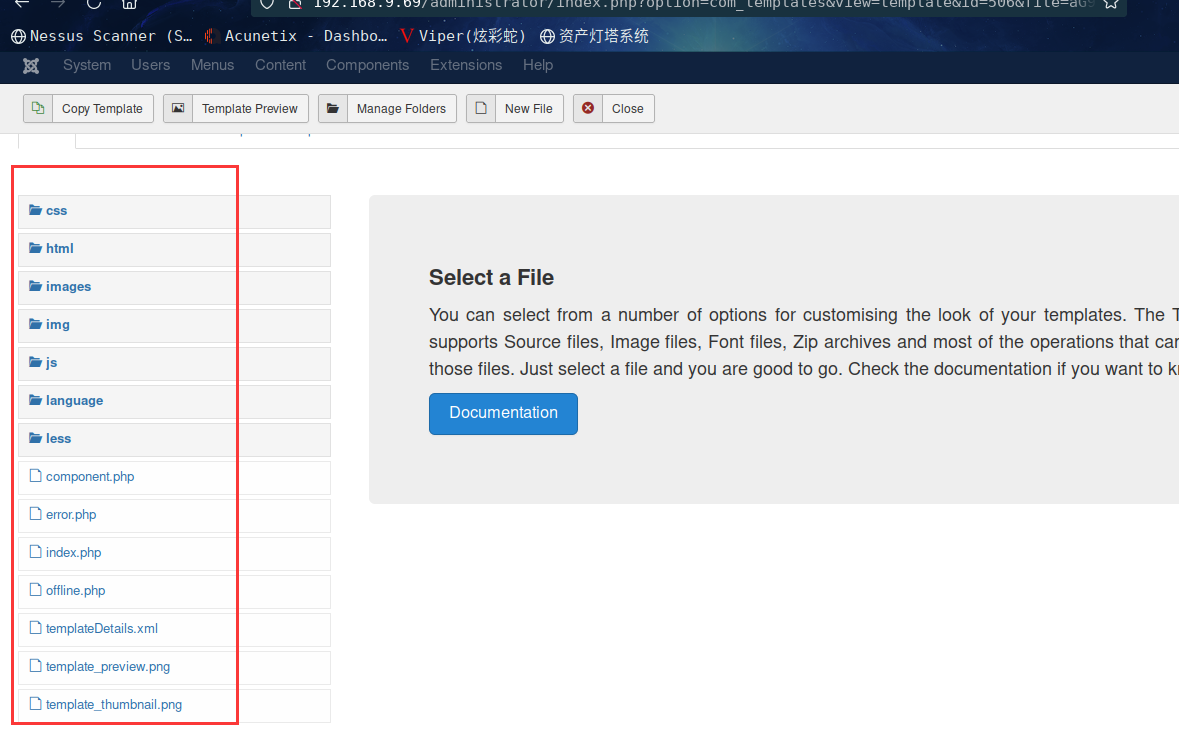 192.168.9.69/administrator/index.php?option=com_templates&view=template&id=506&file=aG9
Nessus Scanner (S… Acunetix - Dashbo… Viper(炫彩蛇) 资产灯塔系统
System Users Menus Content Components Extensions Help
Copy Template Template Preview Manage Folders New File Close
css
html
images
img
js
language
less
component.php
error.php
index.php
offline.php
templateDetails.xml
template_preview.png
template_thumbnail.png
Select a File
You can select from a number of options for customising the look of your templates. The
supports Source files, Image files, Font files, Zip archives and most of the operations that
those files. Just select a file and you are good to go. Check the documentation if you want to
Documentation